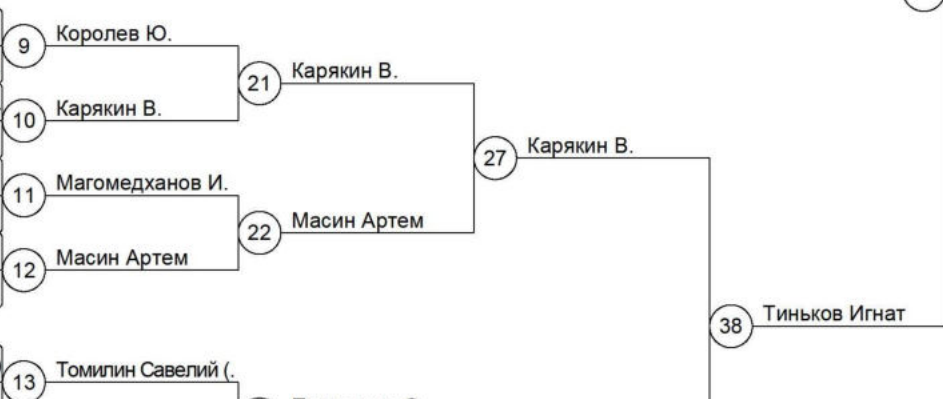 9 Королев Ю.
21 Карякин В.
10 Карякин В.
27 Карякин В.
11 Магомедханов И.
22 Масин Артем
12 Масин Артем
38 Тиньков Игнат
13 Томилин Савелий (.